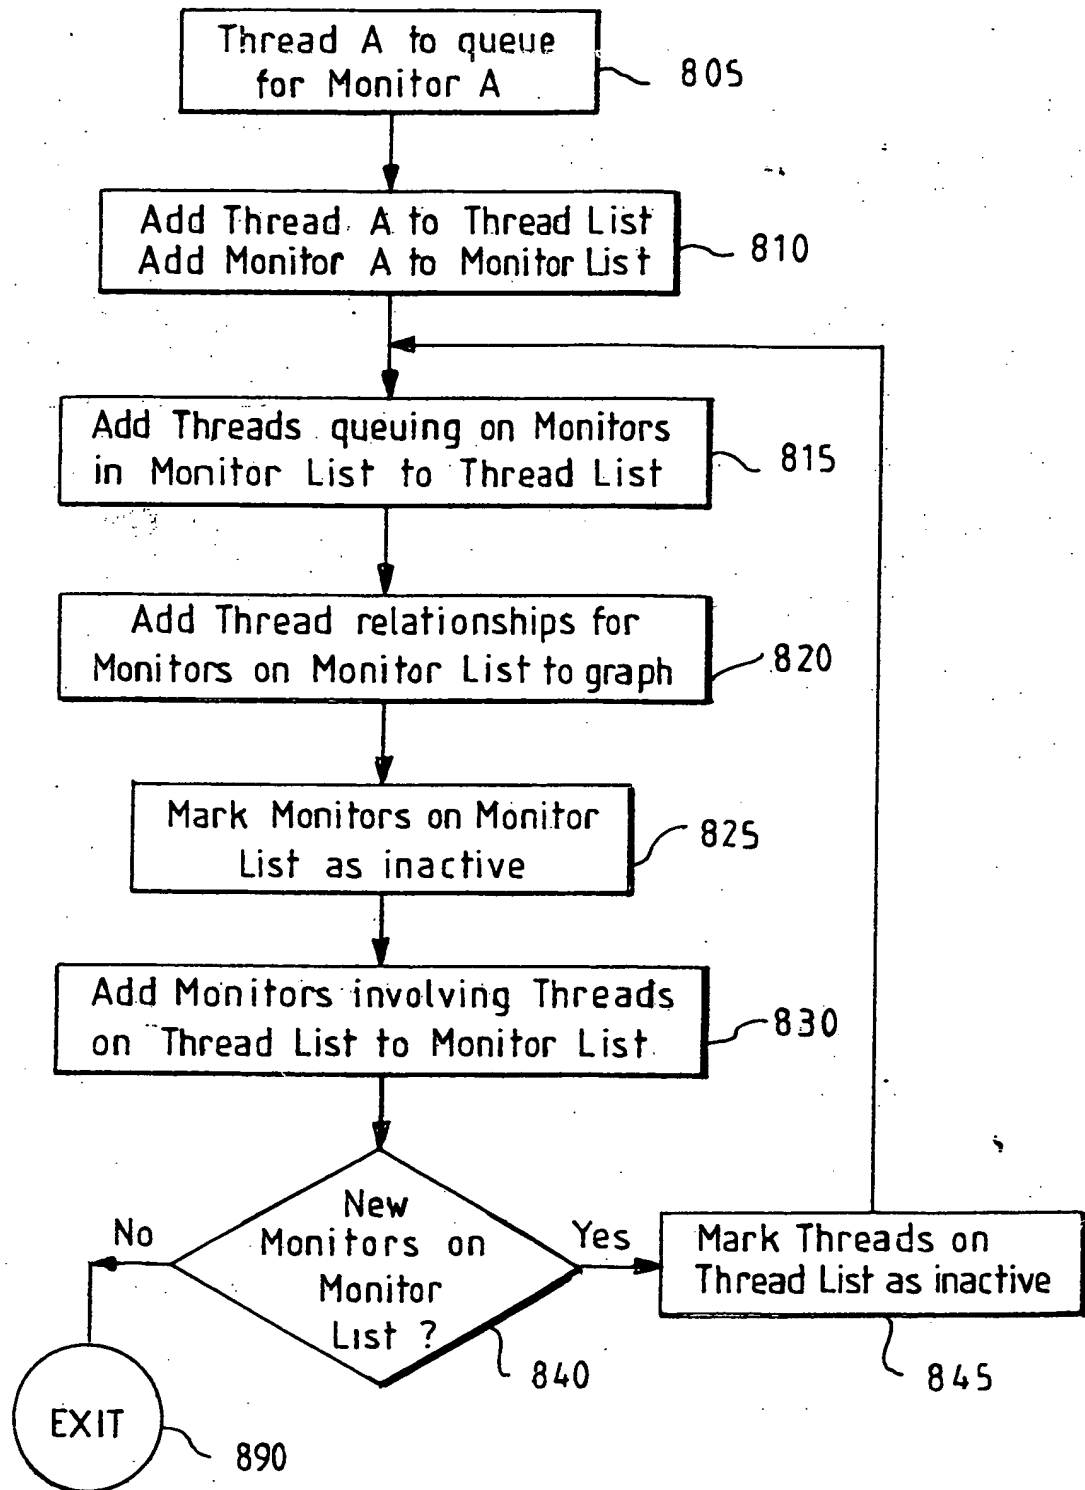 Thread A to queue
for Monitor A
805
Add Thread A to Thread List
Add Monitor A to Monitor List
810
Add Threads queuing on Monitors
in Monitor List to Thread List
815
Add Thread relationships for
Monitors on Monitor List to graph
820
Mark Monitors on Monitor
List as inactive
825
Add Monitors involving Threads
on Thread List to Monitor List
830
New
Monitors on
Monitor
List ?
840
No
Yes
Mark Threads on
Thread List as inactive
845
EXIT
890